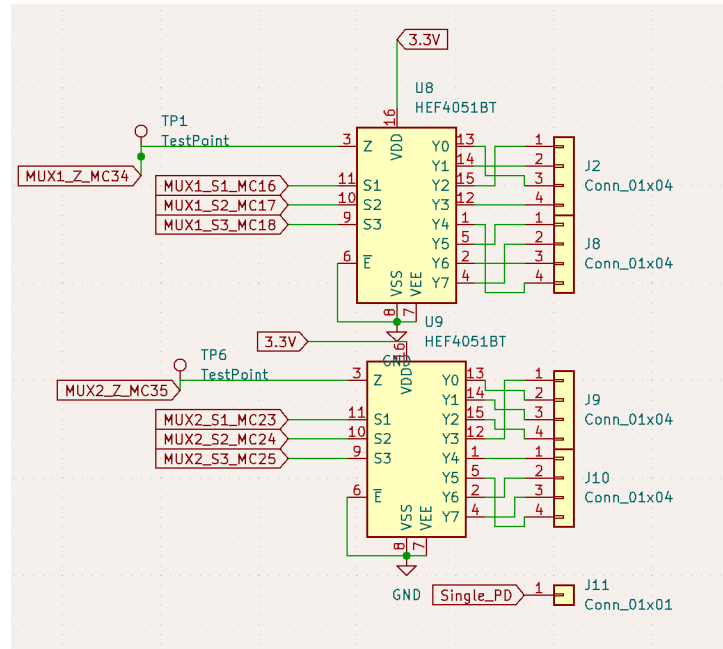 3.3V
U8
HEF4051BT
16
VDD
TP1
TestPoint
MUX1_Z_MC34
3 Z
MUX1_S1_MC16 11 S1
MUX1_S2_MC17 10 S2
MUX1_S3_MC18 9 S3
6 E
Y0 13
Y1 14
Y2 15
Y3 12
Y4 1
Y5 5
Y6 2
Y7 4
VSS VEE
8 7
1
2
3
4
J2
Conn_01x04
1
2
3
4
J8
Conn_01x04
GND
U9
HEF4051BT
3.3V
16
VDD
TP6
TestPoint
MUX2_Z_MC35
3 Z
MUX2_S1_MC23 11 S1
MUX2_S2_MC24 10 S2
MUX2_S3_MC25 9 S3
6 E
Y0 13
Y1 14
Y2 15
Y3 12
Y4 1
Y5 5
Y6 2
Y7 4
VSS VEE
8 7
1
2
3
4
J9
Conn_01x04
1
2
3
4
J10
Conn_01x04
GND
Single_PD 1
J11
Conn_01x01